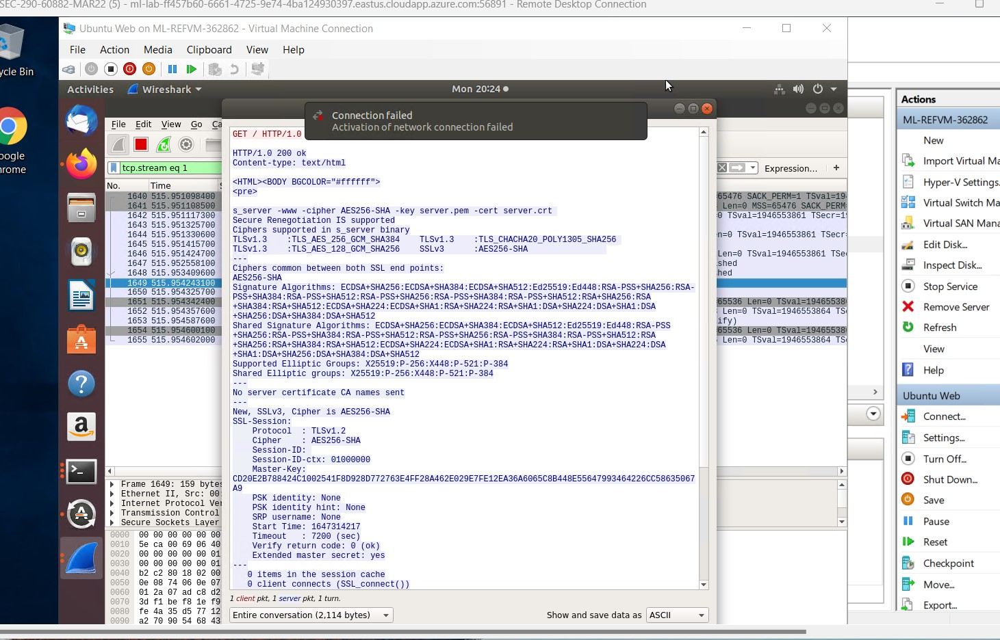 SEC-290-60882-MAR22 (5) - ml-lab-ff457b60-6661-4725-9e74-4ba124930397.eastus.cloudapp.azure.com:56891 - Remote Desktop Connection
Ubuntu Web on ML-REFVM-362862 - Virtual Machine Connection
File Action Media Clipboard View Help
ycle Bin
oogle
hrome
Activities Wireshark Mon 20:24
Connection failed
Activation of network connection failed
File Edit View Go Ca
tcp.stream eq 1 Expression... +
No. Time S
1640 515.951098400 65476 SACK_PERM=1 TSval=194
1641 515.951108500 Len=0 MSS=65476 SACK_PERM
1642 515.951117300 0 TSval=1946553861 TSecr=19
1643 515.951325700
1644 515.951330600 n=0 TSval=1946553861 TSecr
1645 515.951415700
1646 515.951424700 Len=0 TSval=1946553861 TSe
1647 515.952558100 shed
1648 515.953409600 hed
1649 515.954243100
1650 515.954325700
1651 515.954342400 65536 Len=0 TSval=194655386
1652 515.954357600 Len=0 TSval=1946553864 TS
1653 515.954587600 ify)
1654 515.954600100 65536 Len=0 TSval=194655386
1655 515.954602000 Len=0 TSval=1946553864 TS
GET / HTTP/1.0
HTTP/1.0 200 ok
Content-type: text/html
<HTML><BODY BGCOLOR="#ffffff">
<pre>
s_server -www -cipher AES256-SHA -key server.pem -cert server.crt
Secure Renegotiation IS supported
Ciphers supported in s_server binary
TLSv1.3 :TLS_AES_256_GCM_SHA384 TLSv1.3 :TLS_CHACHA20_POLY1305_SHA256
TLSv1.3 :TLS_AES_128_GCM_SHA256 SSLv3 :AES256-SHA
---
Ciphers common between both SSL end points:
AES256-SHA
Signature Algorithms: ECDSA+SHA256:ECDSA+SHA384:ECDSA+SHA512:Ed25519:Ed448:RSA-PSS+SHA256:RSA-
PSS+SHA384:RSA-PSS+SHA512:RSA-PSS+SHA256:RSA-PSS+SHA384:RSA-PSS+SHA512:RSA+SHA256:RSA
+SHA384:RSA+SHA512:ECDSA+SHA224:ECDSA+SHA1:RSA+SHA224:RSA+SHA1:DSA+SHA224:DSA+SHA1:DSA
+SHA256:DSA+SHA384:DSA+SHA512
Shared Signature Algorithms: ECDSA+SHA256:ECDSA+SHA384:ECDSA+SHA512:Ed25519:Ed448:RSA-PSS
+SHA256:RSA-PSS+SHA384:RSA-PSS+SHA512:RSA-PSS+SHA256:RSA-PSS+SHA384:RSA-PSS+SHA512:RSA
+SHA256:RSA+SHA384:RSA+SHA512:ECDSA+SHA224:ECDSA+SHA1:RSA+SHA224:RSA+SHA1:DSA+SHA224:DSA
+SHA1:DSA+SHA256:DSA+SHA384:DSA+SHA512
Supported Elliptic Groups: X25519:P-256:X448:P-521:P-384
Shared Elliptic groups: X25519:P-256:X448:P-521:P-384
---
No server certificate CA names sent
---
New, SSLv3, Cipher is AES256-SHA
SSL-Session:
Protocol : TLSv1.2
Cipher : AES256-SHA
Session-ID:
Session-ID-ctx: 01000000
Master-Key:
CD20E2B788424C1002541F8D928D772763E4FF28A462E029E7FE12EA36A6065C8B448E55647993464226CC58635067
A9
PSK identity: None
PSK identity hint: None
SRP username: None
Start Time: 1647314217
Timeout : 7200 (sec)
Verify return code: 0 (ok)
Extended master secret: yes
---
0 items in the session cache
0 client connects (SSL_connect())
1 client pkt, 1 server pkt, 1 turn.
Entire conversation (2,114 bytes) Show and save data as ASCII
Frame 1649: 159 bytes
Ethernet II, Src: 00:
Internet Protocol Ver
Transmission Control
Secure Sockets Layer
0000 00 00 00 00 00 00
0010 5e ca 00 69 06 40
0020 00 00 00 00 00 01
0030 00 00 00 00 00 01
0040 b2 c2 80 18 02 00
0050 0e 08 74 06 0e 07
0060 01 2a 07 ad c8 d2
0070 3d f1 be f8 1e f9
0080 fe 4a 35 d5 77 12
0090 a2 70 90 54 68 43
Actions
ML-REFVM-362862
New
Import Virtual Ma
Hyper-V Settings.
Virtual Switch Ma
Virtual SAN Mana
Edit Disk...
Inspect Disk...
Stop Service
Remove Server
Refresh
View
Help
Ubuntu Web
Connect...
Settings...
Turn Off...
Shut Down...
Save
Pause
Reset
Checkpoint
Move...
Export...